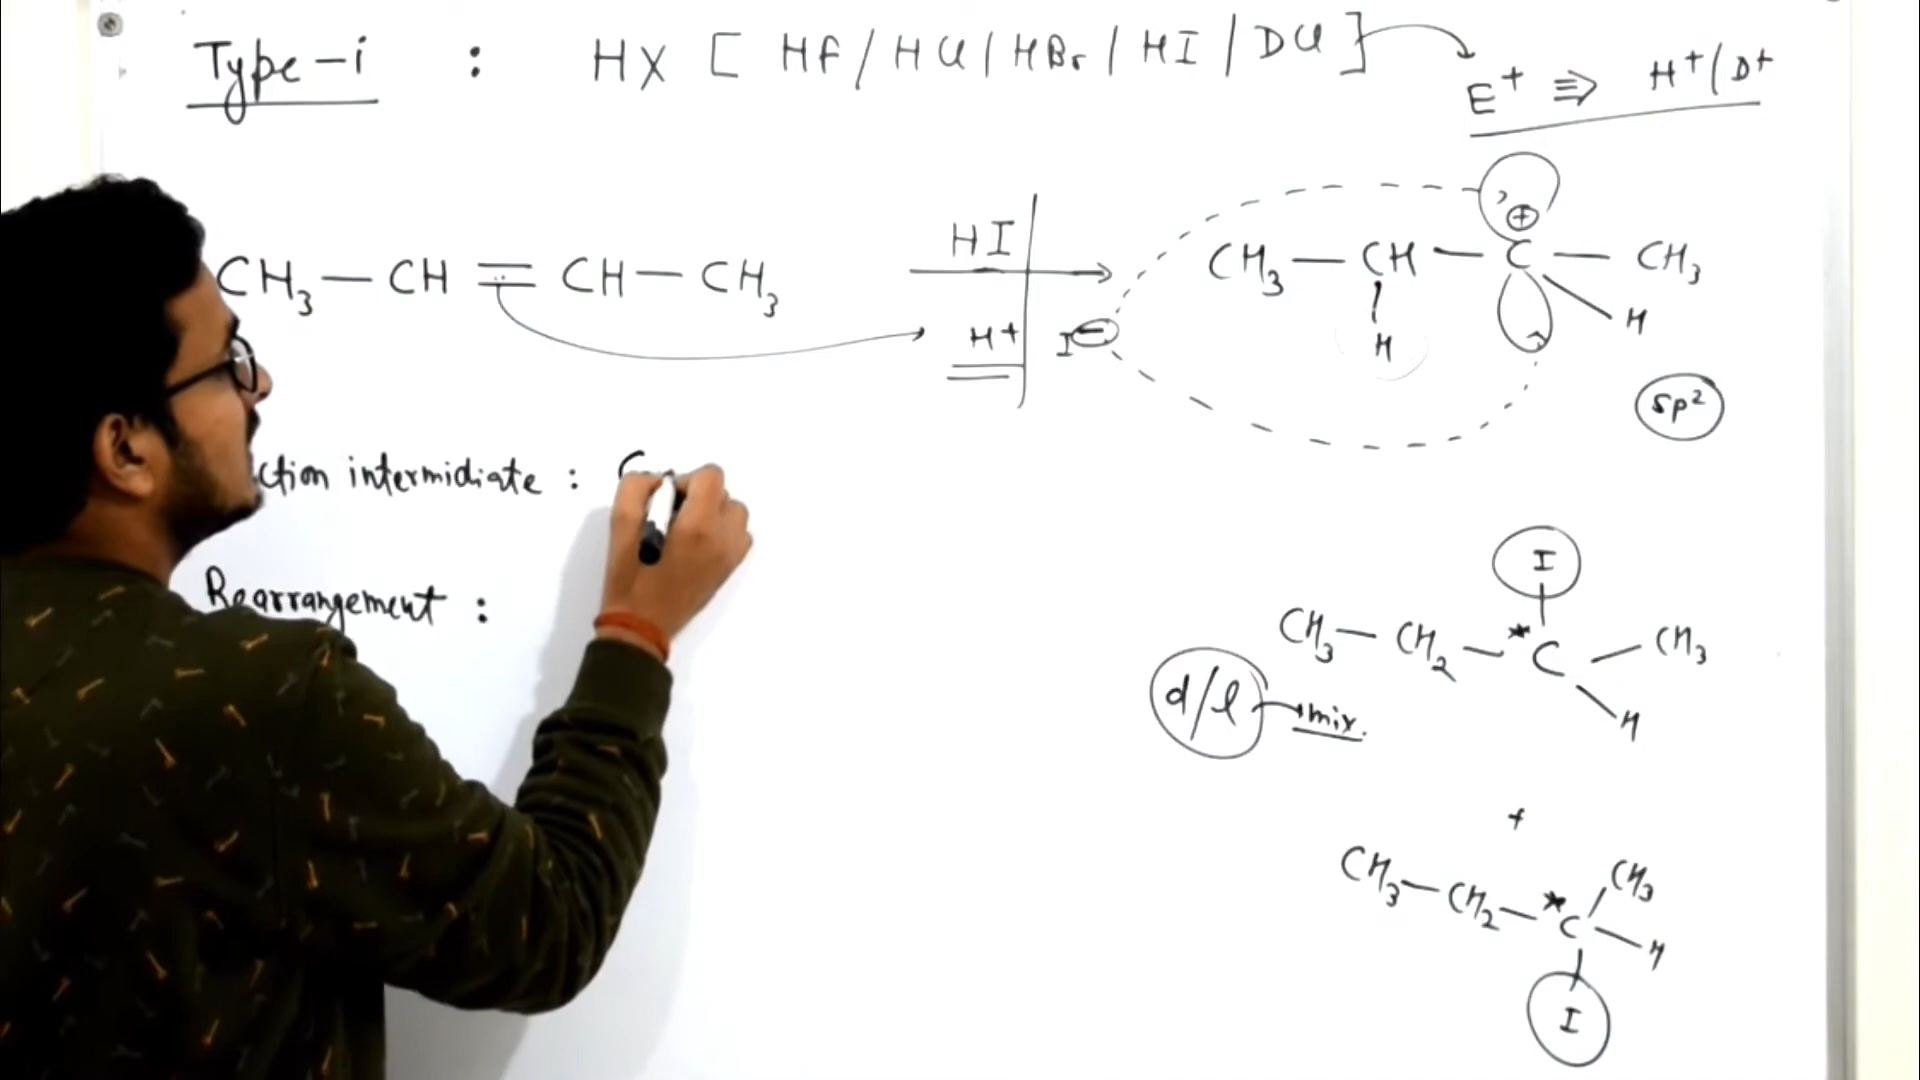 Type-i : HX [ HF / HCl / HBr / HI / DCl ]
E⁺ ⇛ H⁺/D⁺
CH₃—CH=CH—CH₃
HI
H⁺
I⊖
CH₃—CH—C—CH₃
⊕
H
H
sp²
ction intermidiate :
Rearrangement :
I
CH₃—CH₂—*C—CH₃
H
d/l → mix.
+
CH₃—CH₂—*C—H
CH₃
I